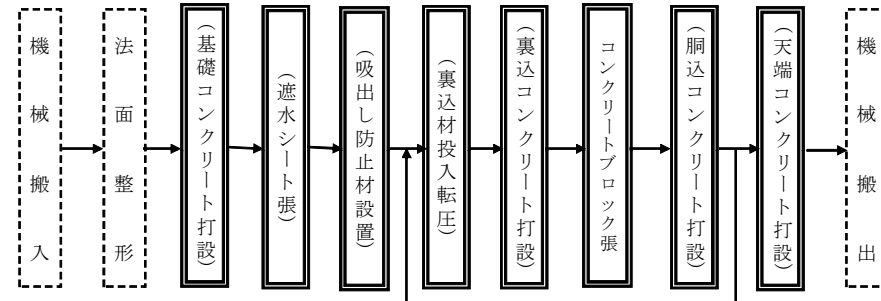 機械搬入
法面整形
（基礎コンクリート打設）
（遮水シート張）
（吸出し防止材設置）
（裏込材投入転圧）
（裏込コンクリート打設）
コンクリートブロック張
（胴込コンクリート打設）
（天端コンクリート打設）
機械搬出